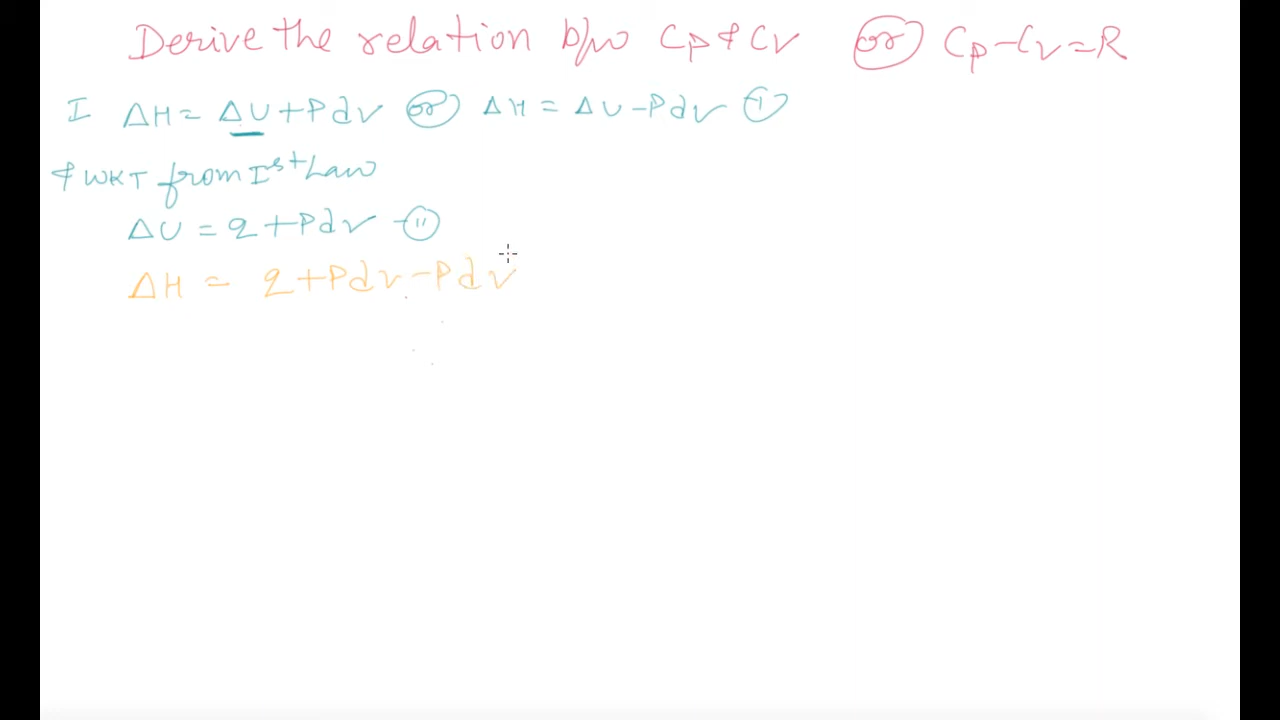 Derive the relation b/w Cp & Cv or Cp-Cv=R
I ΔH = ΔU+Pdv or ΔH = ΔU-Pdv I
& WKT from Ist Law
ΔU = q+Pdv - II
ΔH = q+Pdv-Pdv